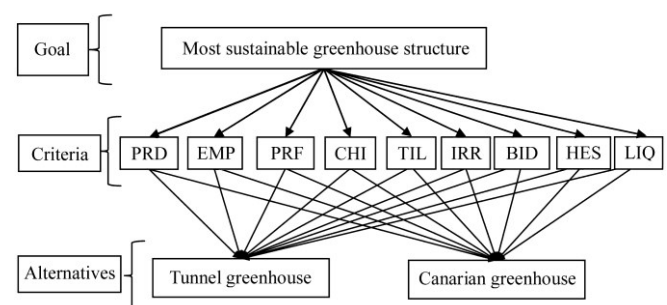 Goal
Most sustainable greenhouse structure
Criteria
PRD
EMP
PRF
CHI
TIL
IRR
BID
HES
LIQ
Alternatives
Tunnel greenhouse
Canarian greenhouse